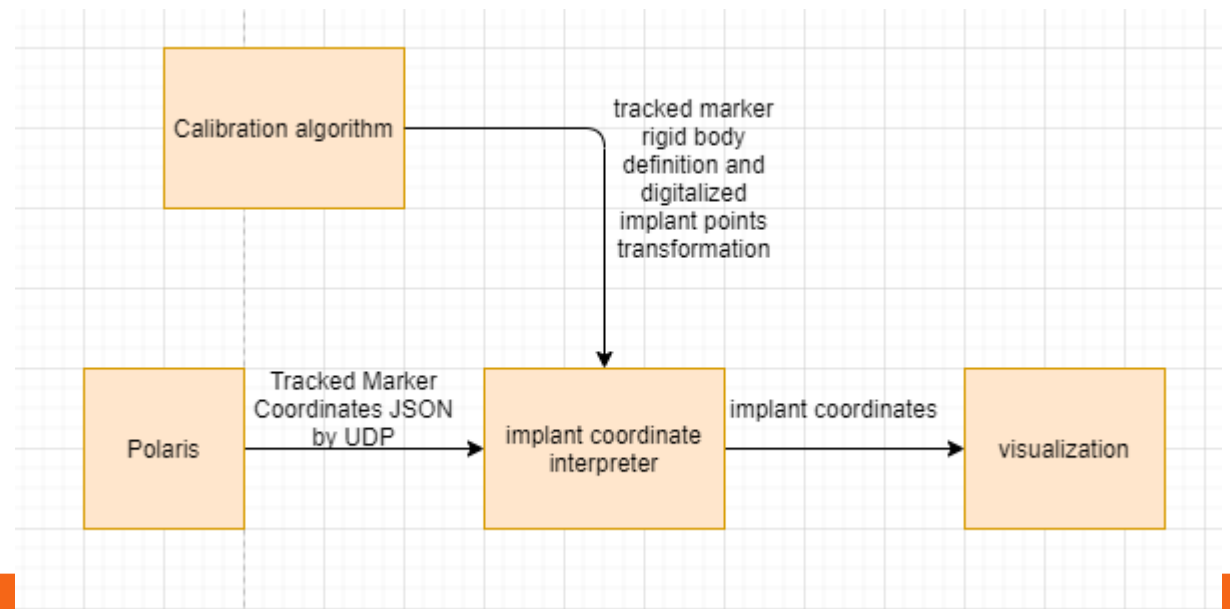 Calibration algorithm
tracked marker
rigid body
definition and
digitalized
implant points
transformation
Polaris
Tracked Marker
Coordinates JSON
by UDP
implant coordinate
interpreter
implant coordinates
visualization